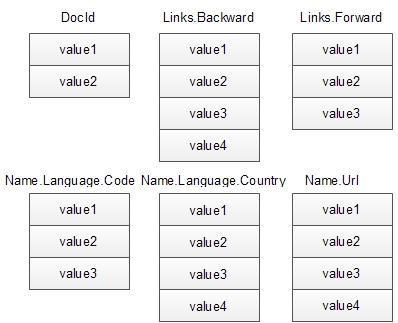 DocId
value1
value2
Links.Backward
value1
value2
value3
value4
Links.Forward
value1
value2
value3
Name.Language.Code
value1
value2
value3
Name.Language.Country
value1
value2
value3
value4
Name.Url
value1
value2
value3
value4